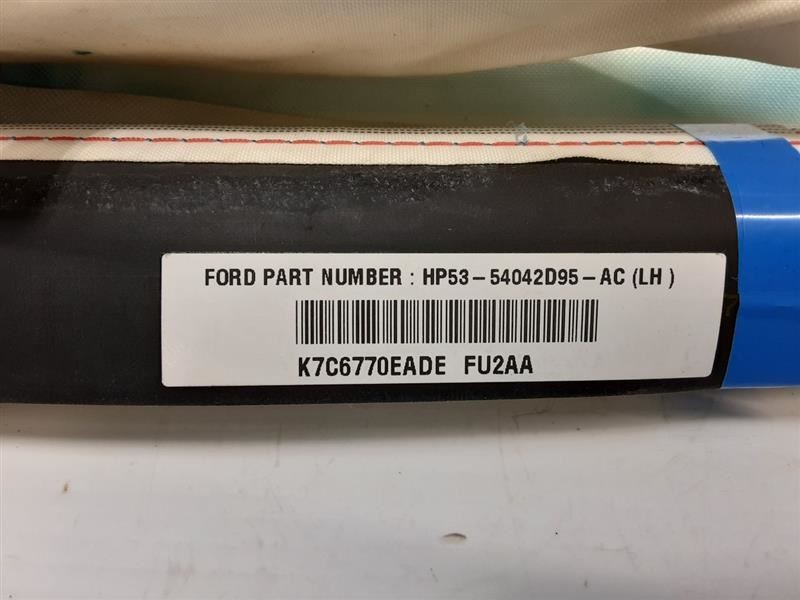 FORD PART NUMBER : HP53-54042D95-AC (LH )
K7C6770EADE FU2AA